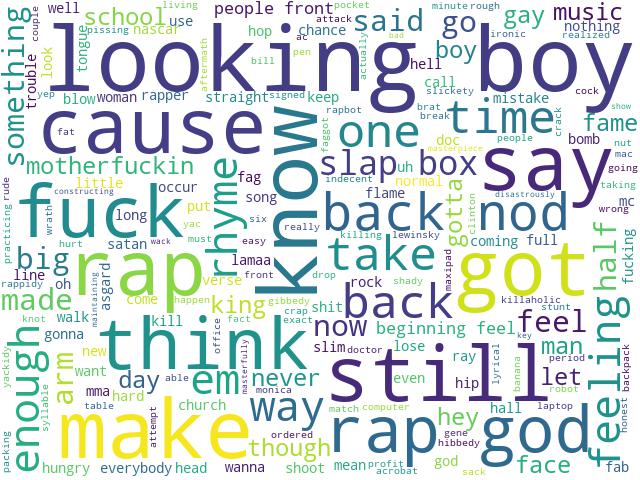 well
school
people front
attack
pocket
minute
rough
couple
use
nascar
hop
chance
said
go
gay
music
living
ironic
nothing
realized
something
trouble
look
pissing
tongue
aftermath
bill
ac
pen
actually
bad
boy
hell
looking boy
yep
blow
woman
rapper
straight
signed
keep
call
mistake
cock
slickety
rapbot
brat
break
doc
crack
bomb
fame
show
nut
mac
cause
fat
know
faggot
one
time
people
masterpiece
say
going
taking
wrong
mc
motherfuckin
rhyme
fag
slap
uh
box
indecent
flame
normal
gotta
clinton
disastrously
rude
practicing
constructing
little
occur
put
song
six
really
fuck
long
wrath
hurt
satan
wack
yac
must
easy
back
nod
killing
lewinsky
coming
full
half
fucking
big
line
rappidy
oh
asgard
maintaining
rap
verse
lamaa
front
drop
take
rock
shady
maxipad
got
made
walk
knot
gonna
come
happen
king
gibbedy
crap
exact
shit
back
killaholic
stunt
key
feeling
backpack
honest
kill
office
fact
masterfully
slim
doctor
now
beginning feel
lose
ray
lyrical
feel
man
period
laptop
yackidy
enough
syllable
arm
new
want
mma
hard
table
attempt
think
day
able
em
never
monica
even
still
hip
banana
let
robot
make
church
way
match
computer
rap god
hey
hall
gene
hibbedy
packing
hungry
everybody
head
wanna
ordered
though
shoot
mean
profit
acrobat
god
sack
face
fab